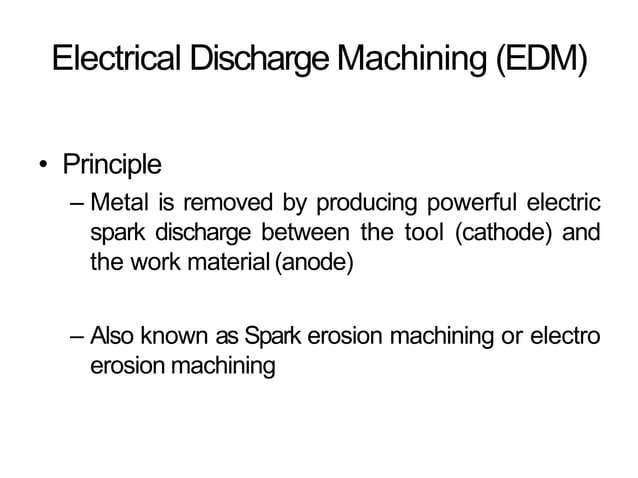 Electrical Discharge Machining (EDM)
• Principle
– Metal is removed by producing powerful electric
spark discharge between the tool (cathode) and
the work material (anode)
– Also known as Spark erosion machining or electro
erosion machining